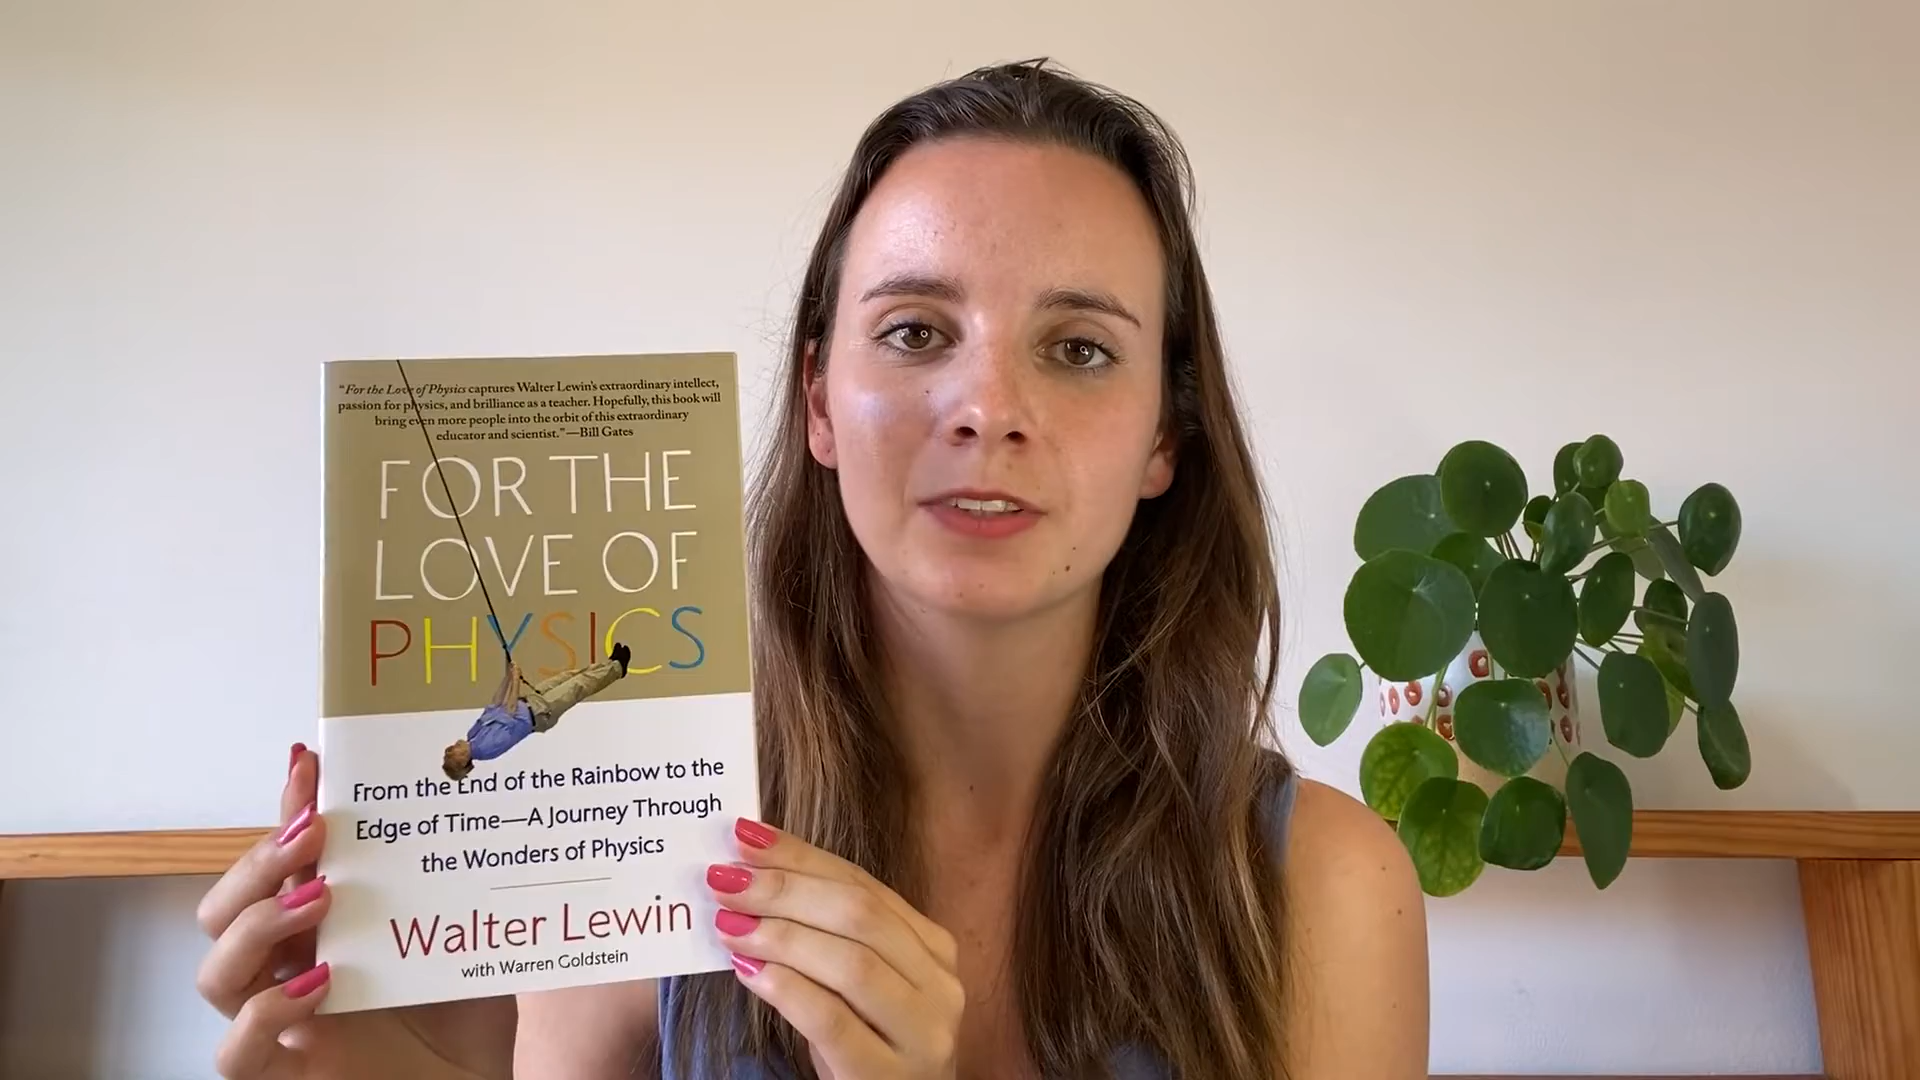 “For the Love of Physics captures Walter Lewin’s extraordinary intellect,
passion for physics, and brilliance as a teacher. Hopefully, this book will
bring even more people into the orbit of this extraordinary
educator and scientist.”—Bill Gates
FOR THE
LOVE OF
PHYSICS
From the End of the Rainbow to the
Edge of Time—A Journey Through
the Wonders of Physics
Walter Lewin
with Warren Goldstein